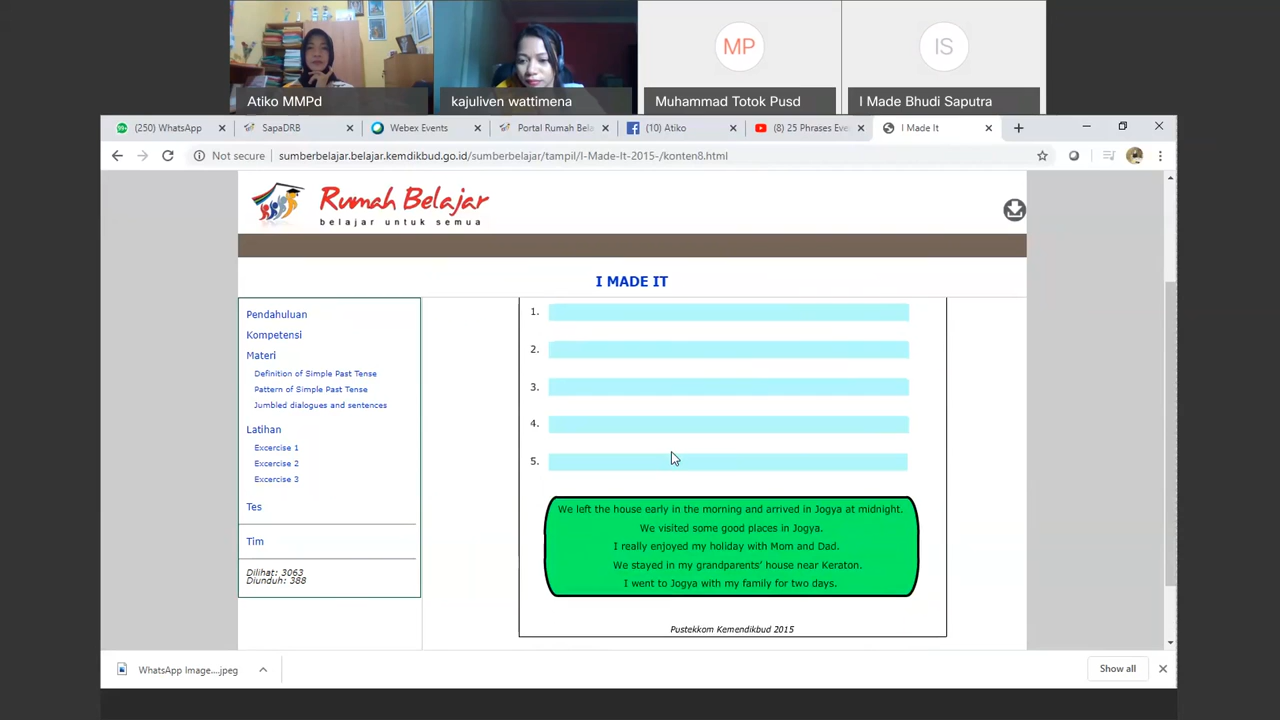 MP
IS
Atiko MMPd
kajuliven wattimena
Muhammad Totok Pusd
I Made Bhudi Saputra
99+
(250) WhatsApp
SapaDRB
Webex Events
Portal Rumah Bela
(10) Atiko
(8) 25 Phrases Eve
I Made It
Not secure
sumberbelajar.belajar.kemdikbud.go.id/sumberbelajar/tampil/I-Made-It-2015-/konten8.html
Rumah Belajar
belajar untuk semua
I MADE IT
Pendahuluan
Kompetensi
Materi
Definition of Simple Past Tense
Pattern of Simple Past Tense
Jumbled dialogues and sentences
Latihan
Excercise 1
Excercise 2
Excercise 3
Tes
Tim
Dilihat: 3063
Diunduh: 388
1.
2.
3.
4.
5.
We left the house early in the morning and arrived in Jogya at midnight.
We visited some good places in Jogya.
I really enjoyed my holiday with Mom and Dad.
We stayed in my grandparents' house near Keraton.
I went to Jogya with my family for two days.
Pustekkom Kemendikbud 2015
WhatsApp Image....jpeg
Show all